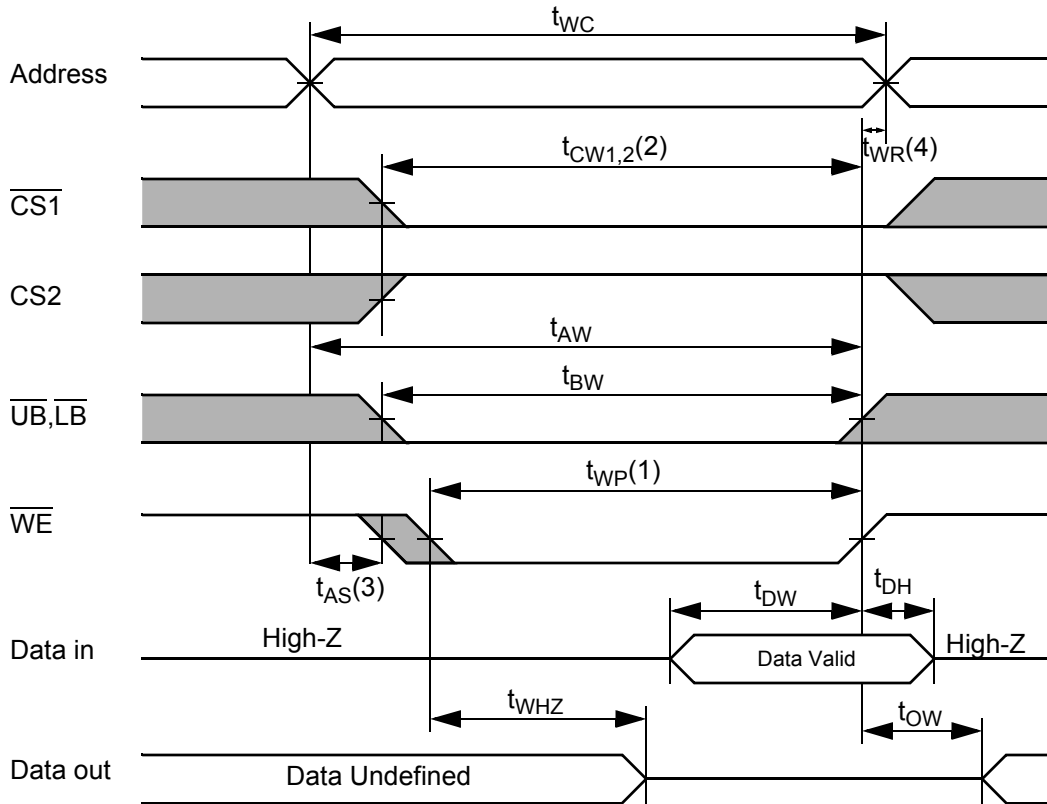 tWC
Address
tCW1,2(2)
tWR(4)
CS1
CS2
tAW
tBW
UB,LB
tWP(1)
WE
tAS(3)
tDW
tDH
Data in
High-Z
Data Valid
High-Z
tWHZ
tOW
Data out
Data Undefined